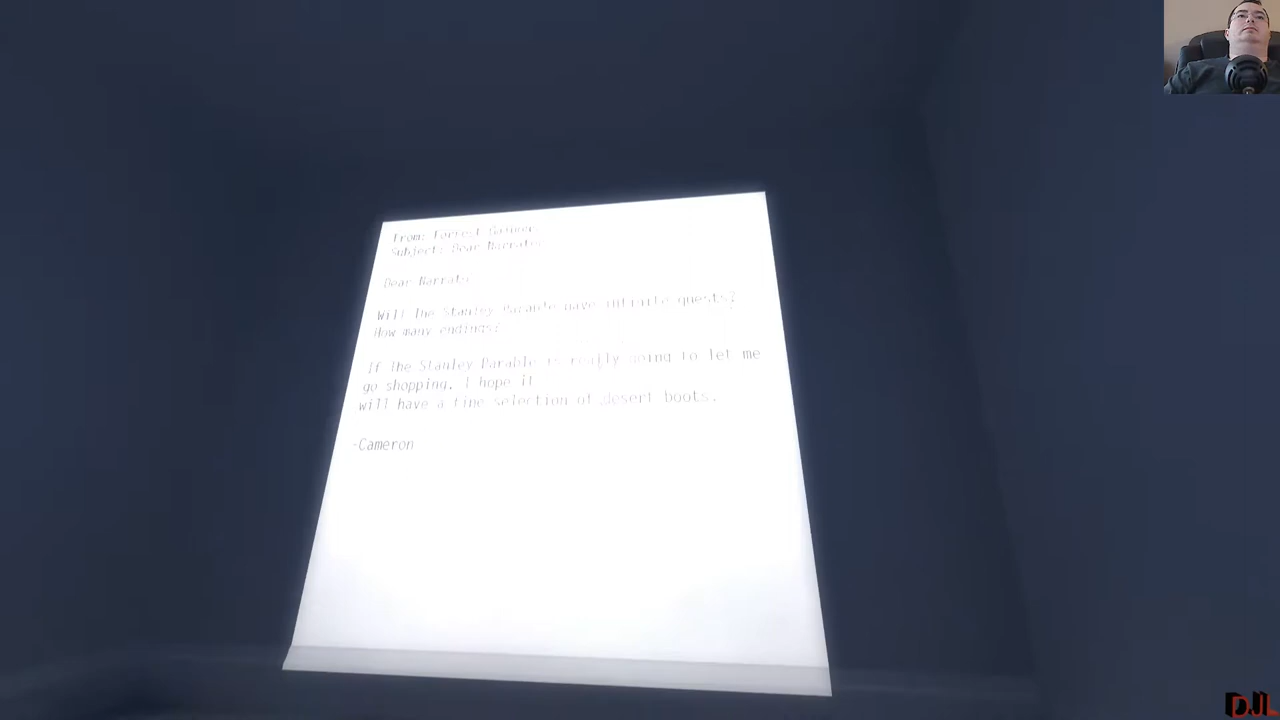 From: Forrest
Subject: Dear Narrator
Dear Narrator
Will the Stanley Parable have infinite quests?
How many endings?
If the Stanley Parable is really going to let me
go shopping, I hope it
will have a fine selection of desert boots.
-Cameron
DJL